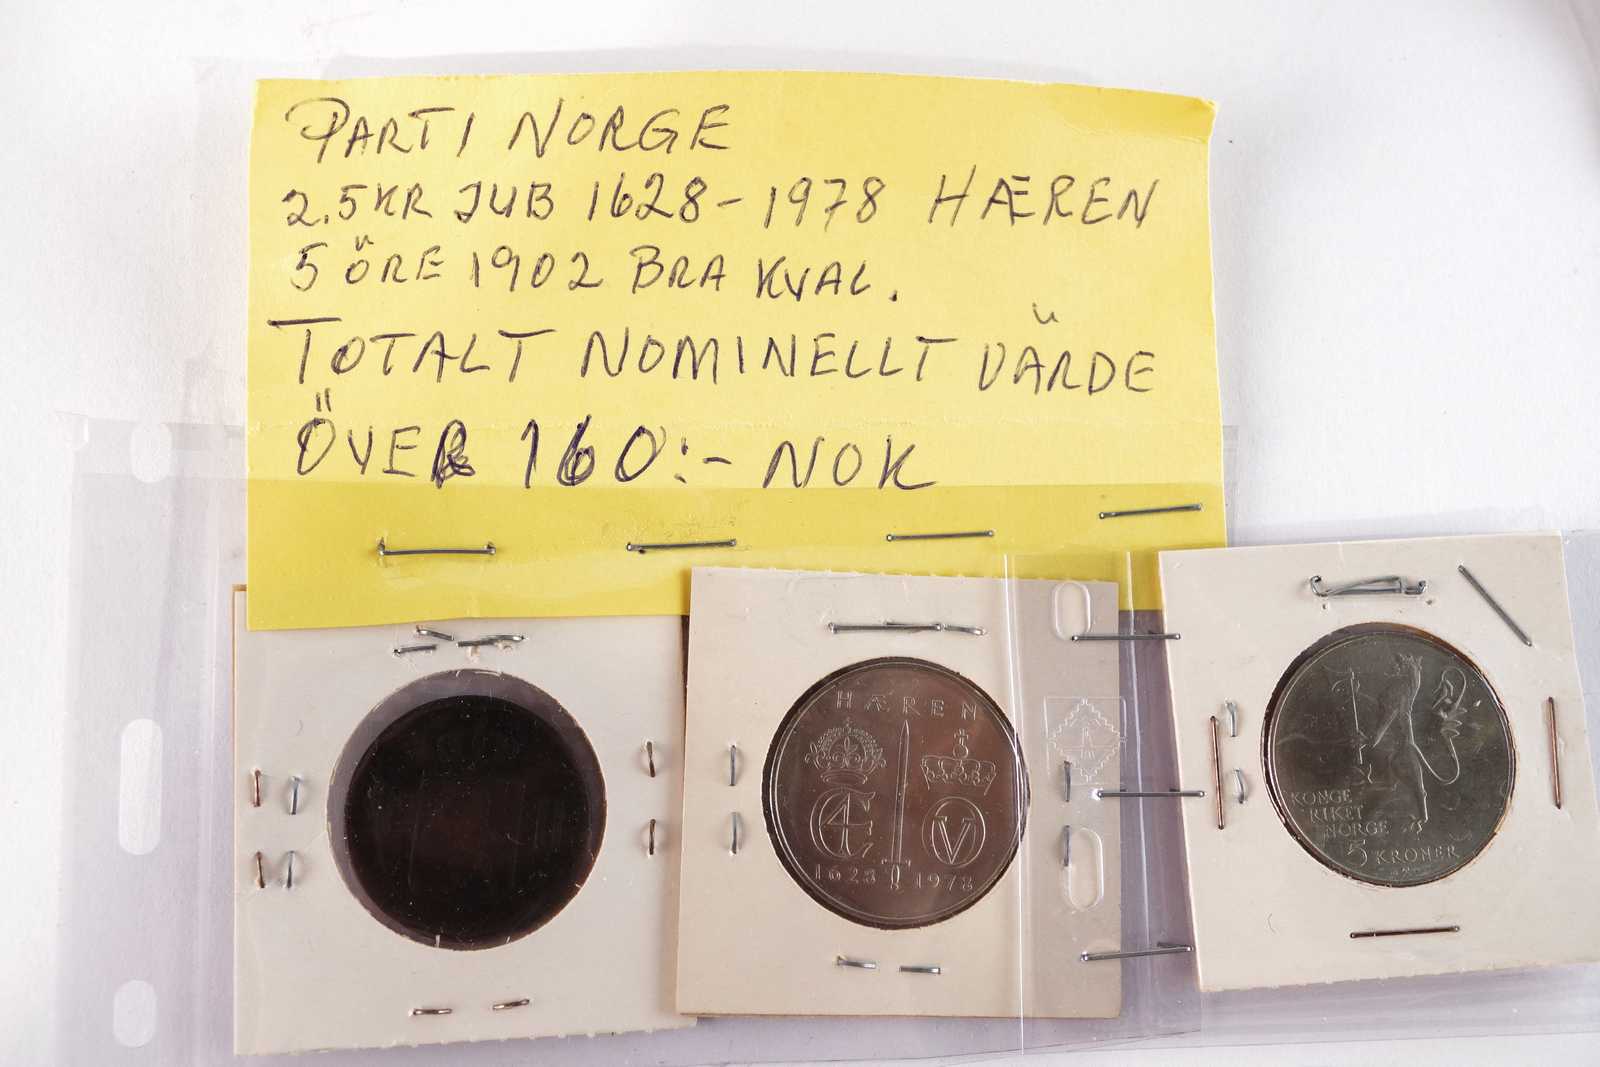 PARTI NORGE
2.5KR JUB 1628-1978 HÆREN
5 ÖRE 1902 BRA KVAL.
TOTALT NOMINELLT VÄRDE
ÖVER 160:- NOK
HÆREN
1628 1978
KONGE
RIKET
NORGE
5 KRONER